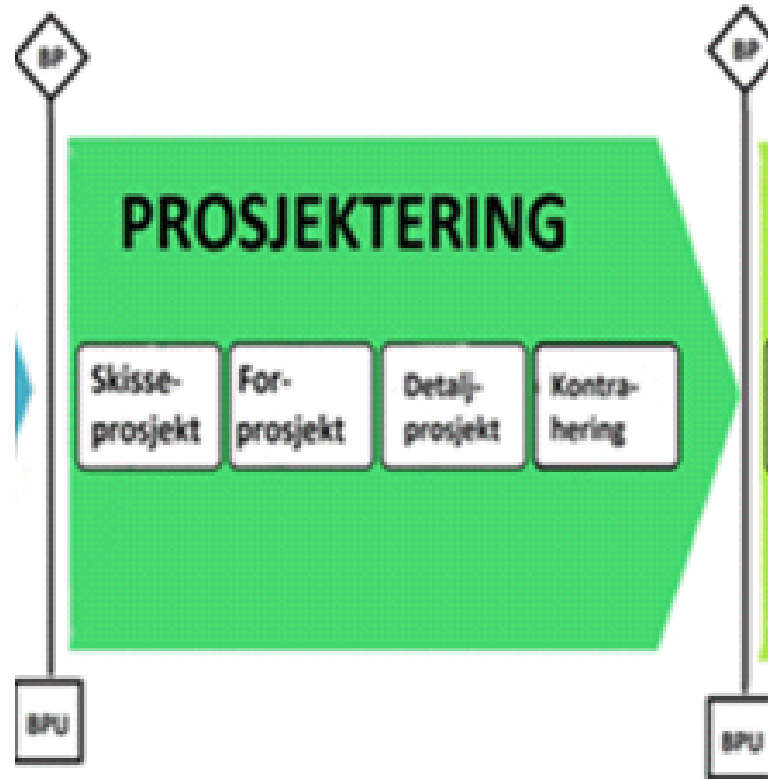 BP
BP
PROSJEKTERING
Skisse-
prosjekt
For-
prosjekt
Detalj-
prosjekt
Kontra-
hering
BPU
BPU